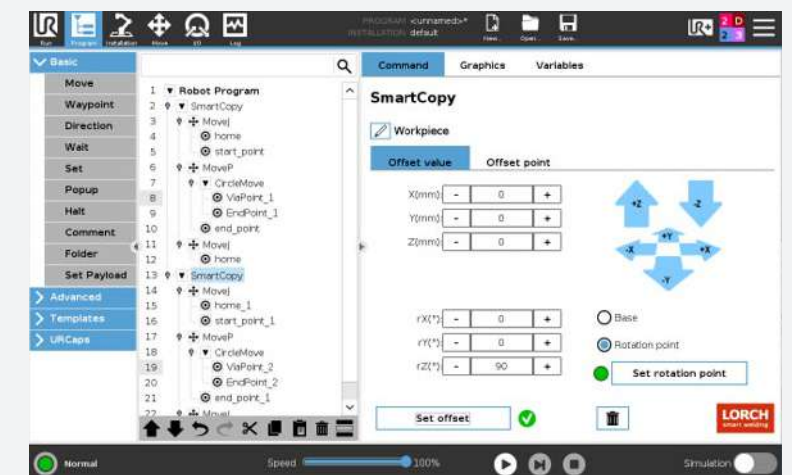 UR
Run Program Installation Move I/O Log
PROGRAM <unnamed>*
INSTALLATION default
New... Open... Save...
UR+
2 D
2 3
Basic
Move
Waypoint
Direction
Wait
Set
Popup
Halt
Comment
Folder
Set Payload
Advanced
Templates
URCaps
1 Robot Program
2 SmartCopy
3 MoveJ
4 home
5 start_point
6 MoveP
7 CircleMove
8 ViaPoint_1
9 EndPoint_1
10 end_point
11 MoveJ
12 home
13 SmartCopy
14 MoveJ
15 home_1
16 start_point_1
17 MoveP
18 CircleMove
19 ViaPoint_2
20 EndPoint_2
21 end_point_1
22 MoveJ
Command Graphics Variables
SmartCopy
Workpiece
Offset value Offset point
X(mm): - 0 +
Y(mm): - 0 +
Z(mm): - 0 +
+Z -Z
+Y
-X +X
-Y
rX(°): - 0 +
rY(°): - 0 +
rZ(°): - 90 +
Base
Rotation point
Set rotation point
Set offset
LORCH
smart welding
Normal
Speed 100%
Simulation